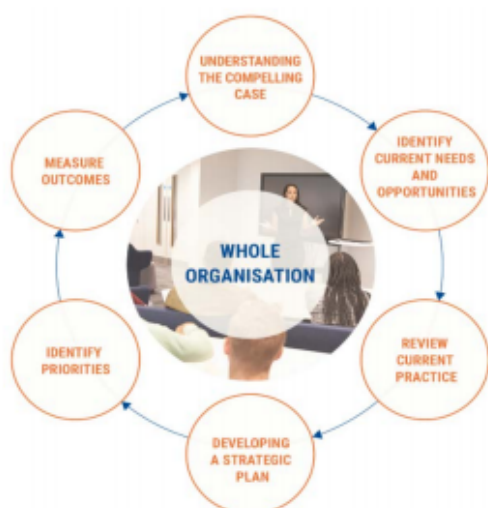 UNDERSTANDING
THE COMPELLING
CASE
IDENTIFY
CURRENT NEEDS
AND
OPPORTUNITIES
REVIEW
CURRENT
PRACTICE
DEVELOPING
A STRATEGIC
PLAN
IDENTIFY
PRIORITIES
MEASURE
OUTCOMES
WHOLE
ORGANISATION